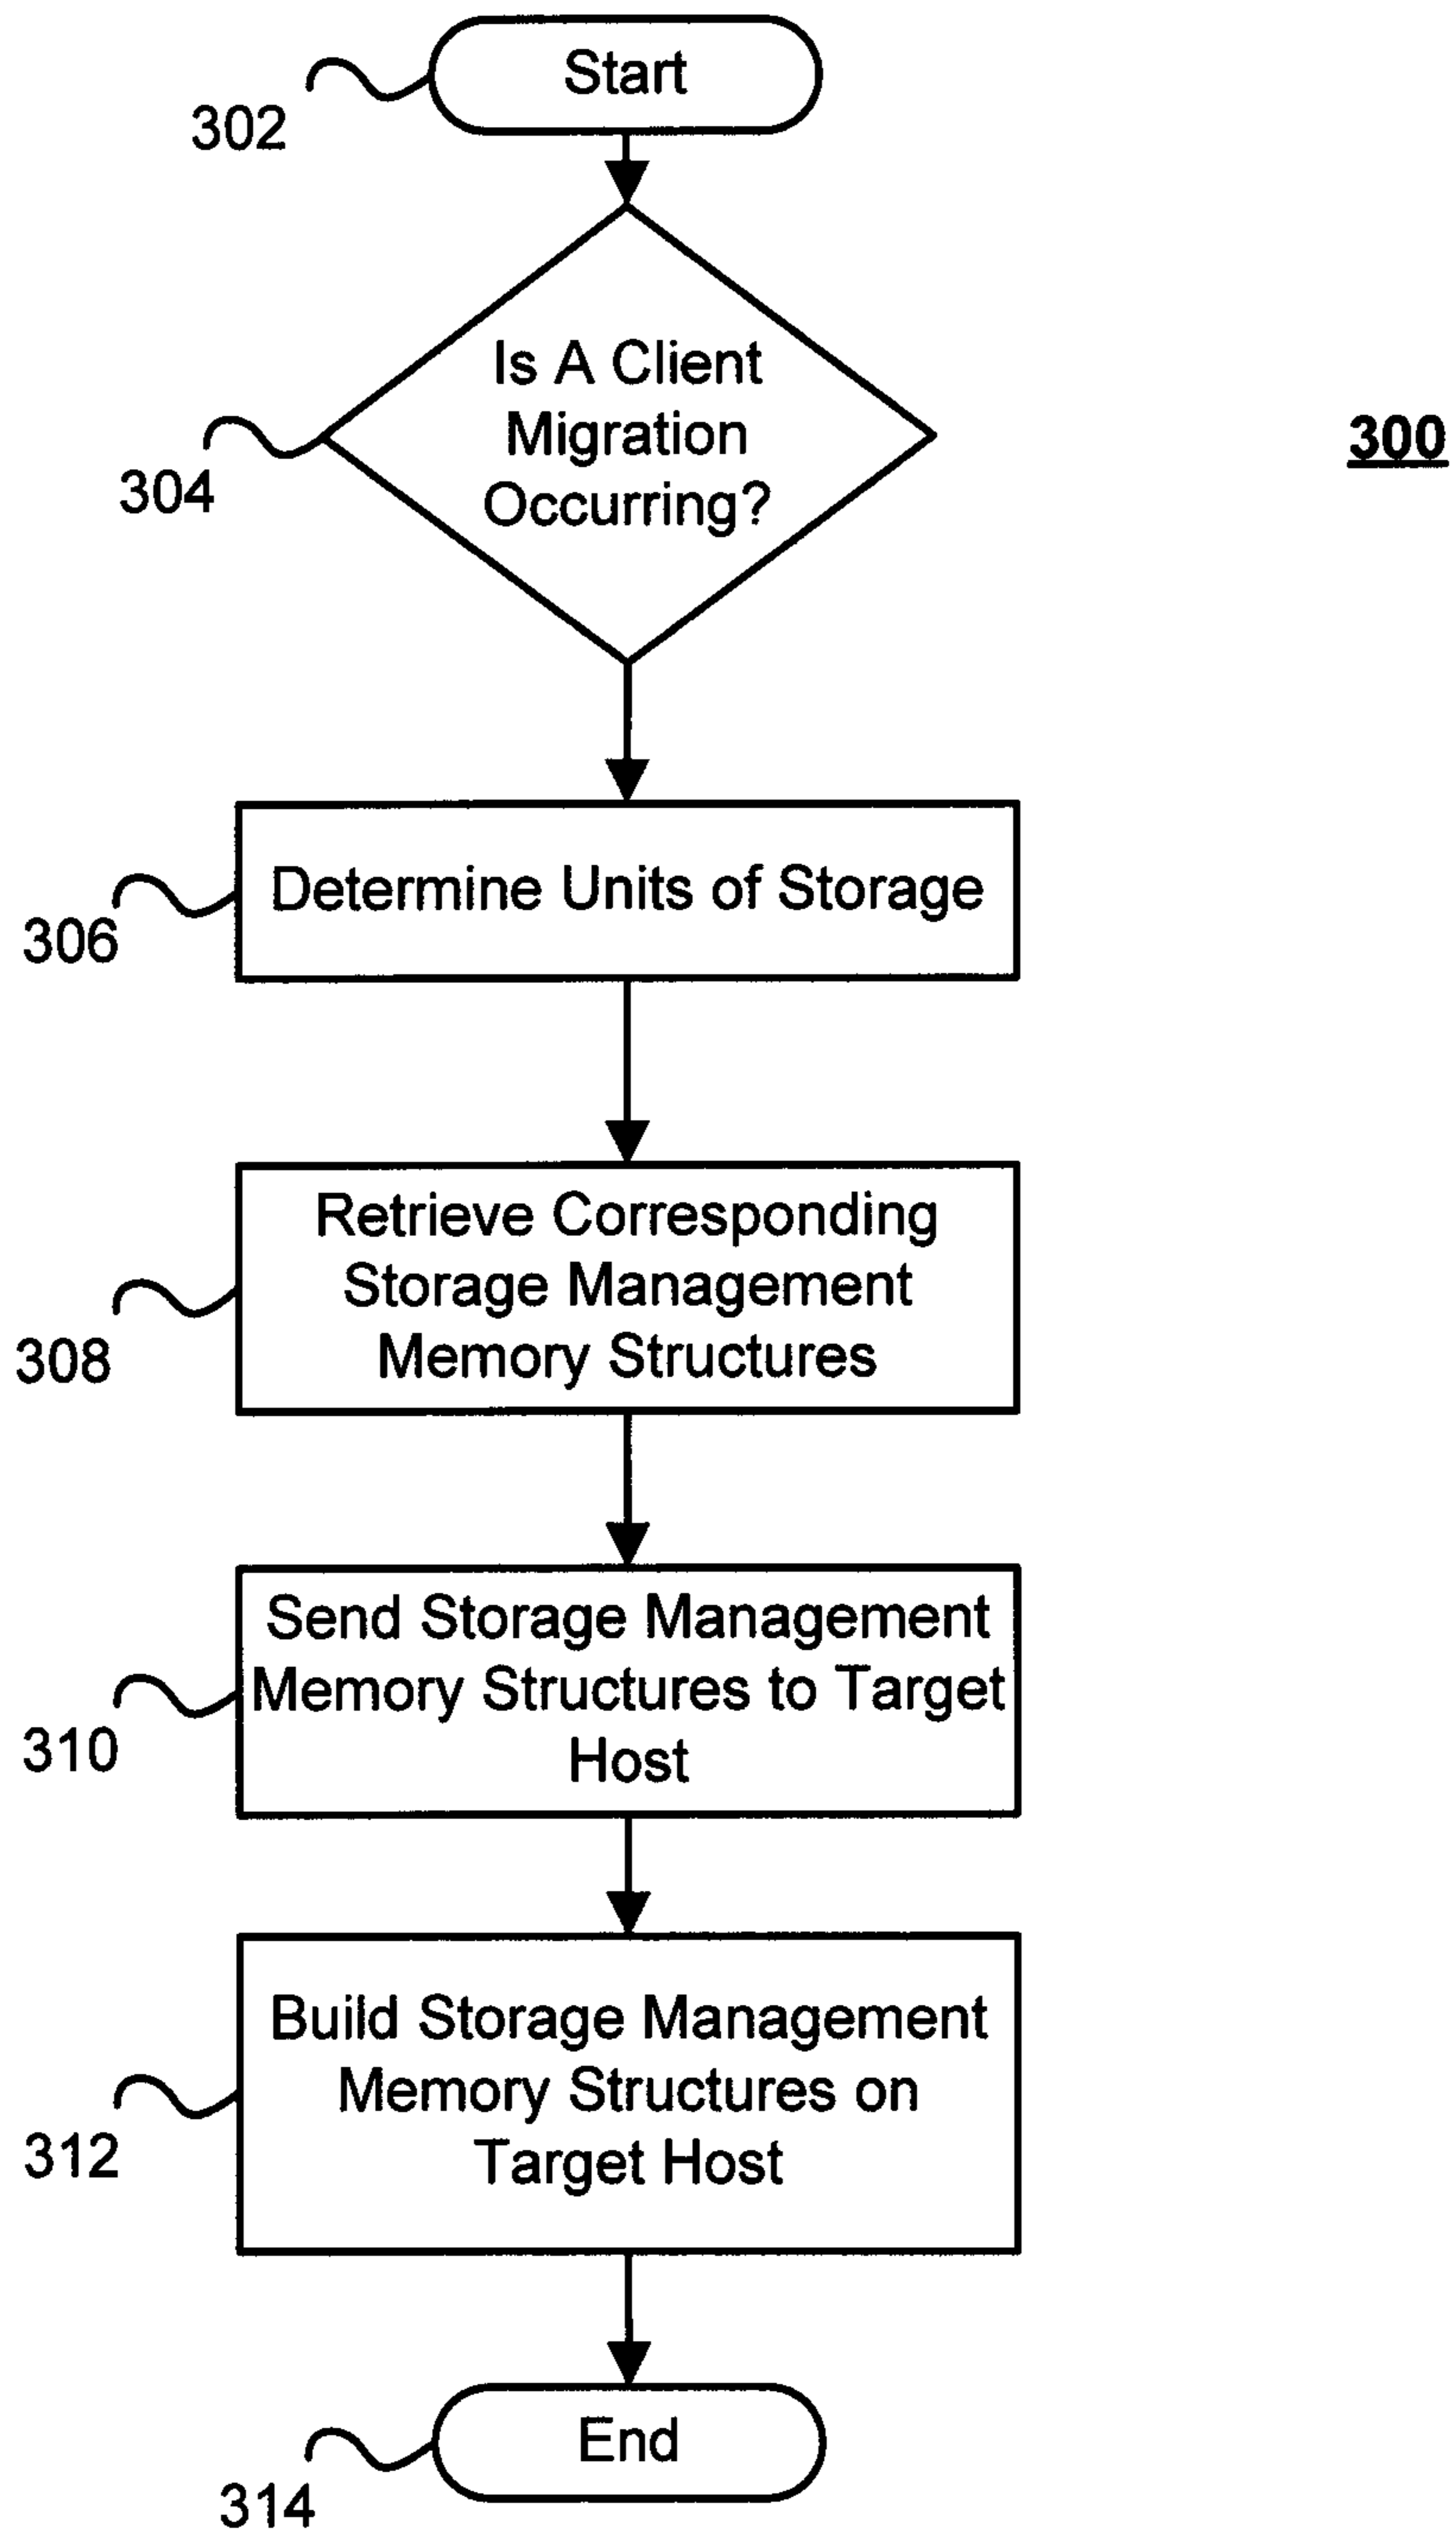 Start
302
Is A Client
Migration
Occurring?
304
300
Determine Units of Storage
306
Retrieve Corresponding
Storage Management
Memory Structures
308
Send Storage Management
Memory Structures to Target
Host
310
Build Storage Management
Memory Structures on
Target Host
312
End
314